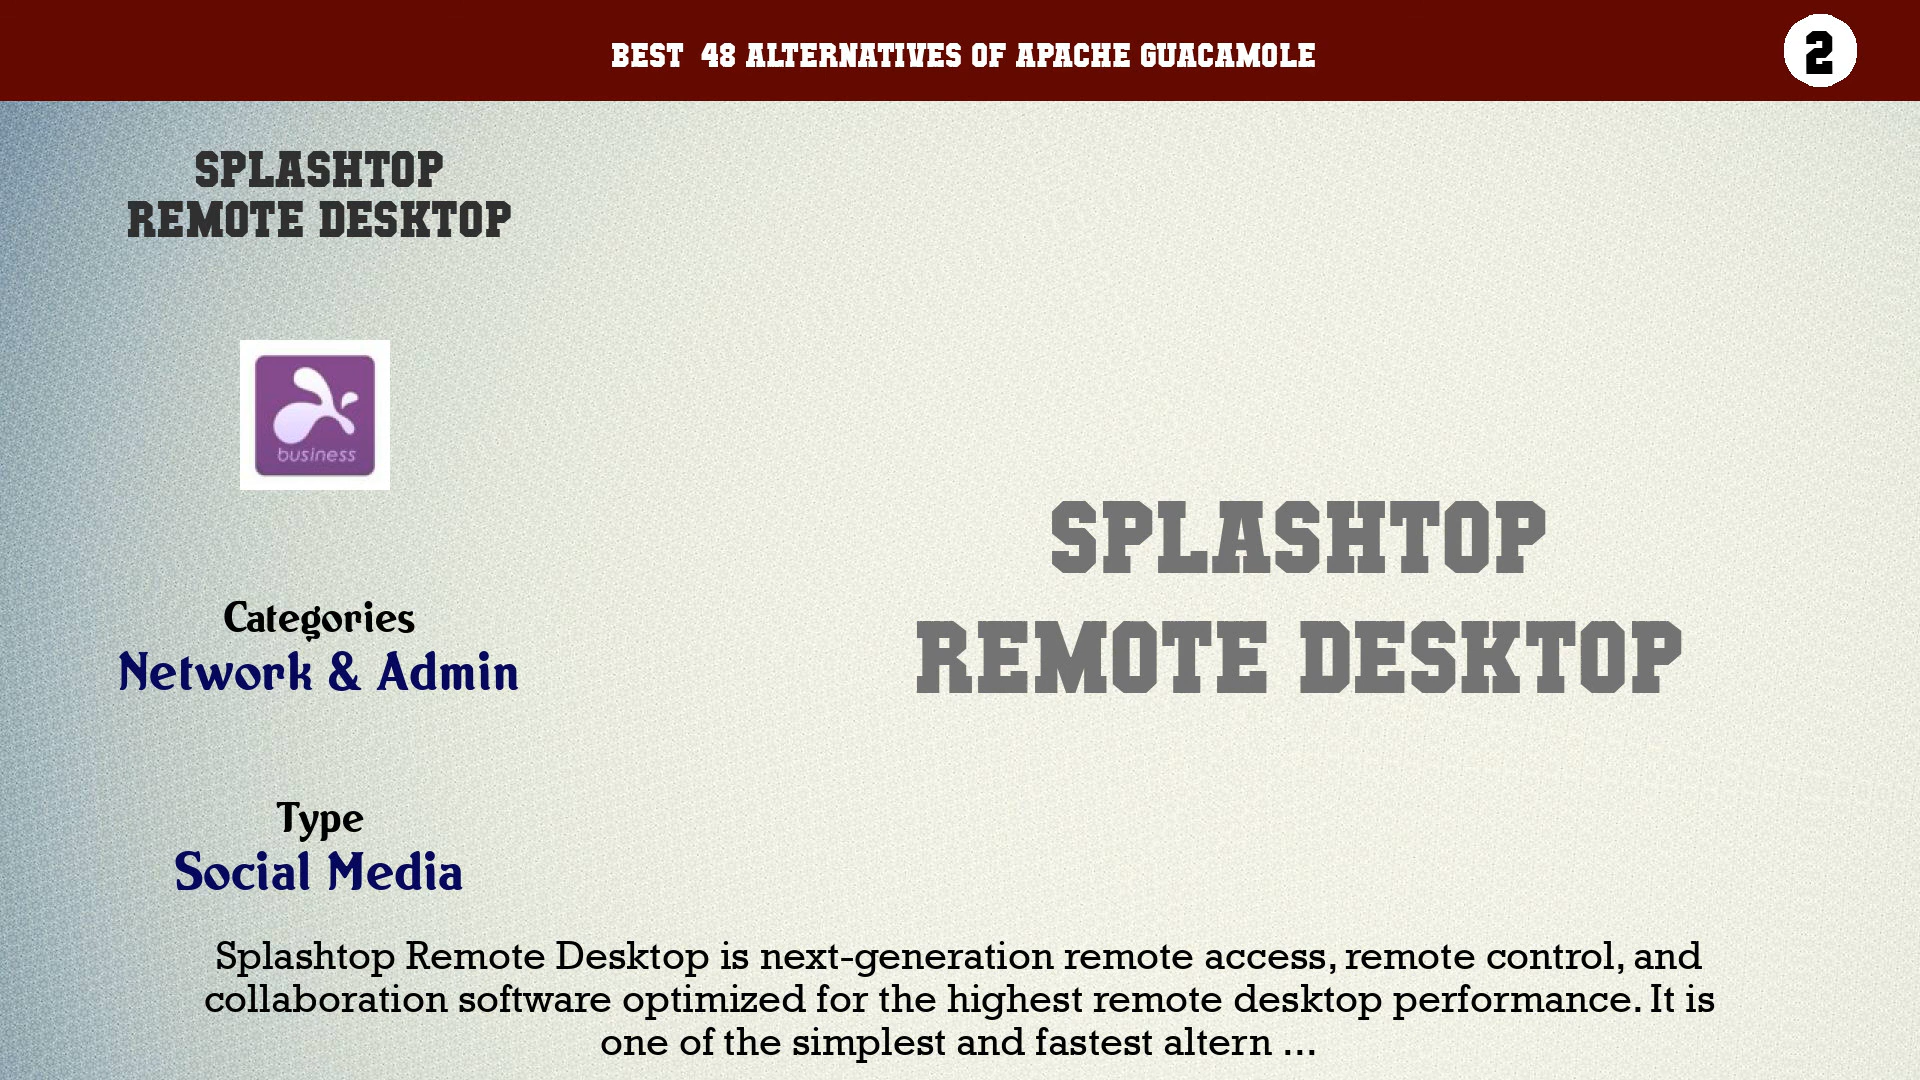 BEST 48 ALTERNATIVES OF APACHE GUACAMOLE
2
SPLASHTOP
REMOTE DESKTOP
business
Categories
Network & Admin
Type
Social Media
SPLASHTOP
REMOTE DESKTOP
Splashtop Remote Desktop is next-generation remote access, remote control, and
collaboration software optimized for the highest remote desktop performance. It is
one of the simplest and fastest altern ...